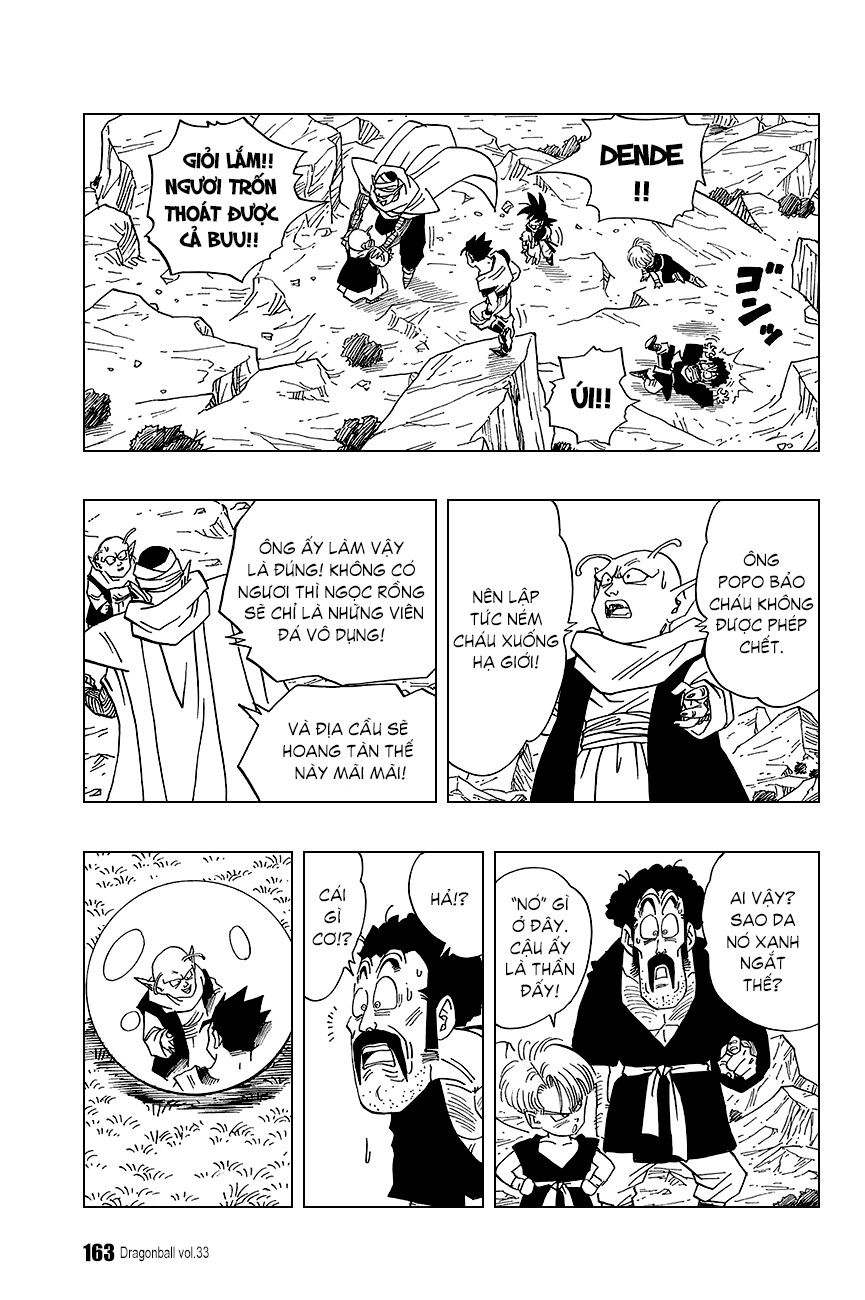 DENDE
!!
GIỎI LẮM!!
NGƯƠI TRỐN
THOÁT ĐƯỢC
CẢ BUU!!
ゴンッ
ÚI!!
ÔNG
POPO BẢO
CHÁU KHÔNG
ĐƯỢC PHÉP
CHẾT.
NÊN LẬP
TỨC NÉM
CHÁU XUỐNG
HẠ GIỚI!
ÔNG ẤY LÀM VẬY
LÀ ĐÚNG! KHÔNG CÓ
NGƯƠI THÌ NGỌC RỒNG
SẼ CHỈ LÀ NHỮNG VIÊN
ĐÁ VÔ DỤNG!
VÀ ĐỊA CẦU SẼ
HOANG TÀN THẾ
NÀY MÃI MÃI!
AI VẬY?
SAO DA
NÓ XANH
NGẮT
THẾ?
"NÓ" GÌ
Ở ĐÂY.
CẬU ẤY
LÀ THẦN
ĐẤY!
HẢ!?
CÁI
GÌ
CƠ!?
163 Dragonball vol.33